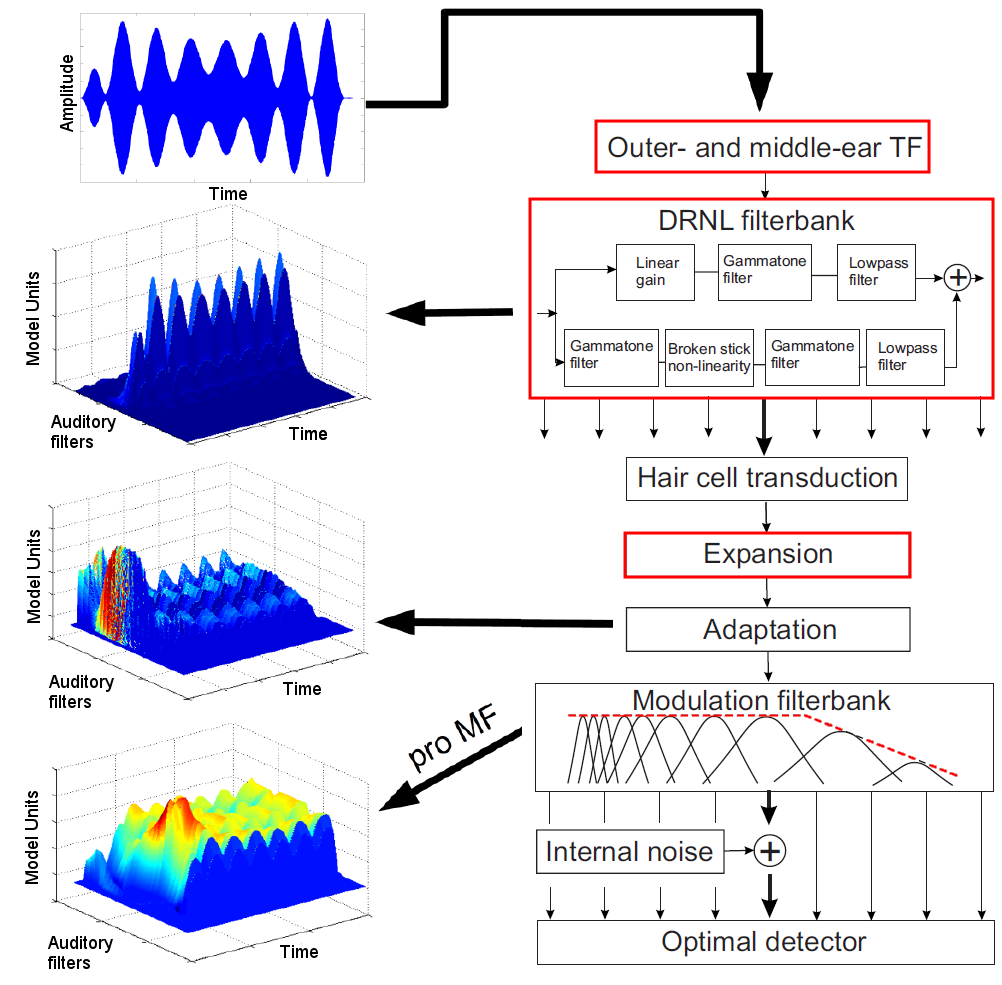 Amplitude
Time
Outer- and middle-ear TF
DRNL filterbank
Linear
gain
Gammatone
filter
Lowpass
filter
+
Gammatone
filter
Broken stick
non-linearity
Gammatone
filter
Lowpass
filter
Model Units
Auditory
filters
Time
Hair cell transduction
Expansion
Adaptation
Model Units
Auditory
filters
Time
Modulation filterbank
pro MF
Model Units
Auditory
filters
Time
Internal noise
+
Optimal detector